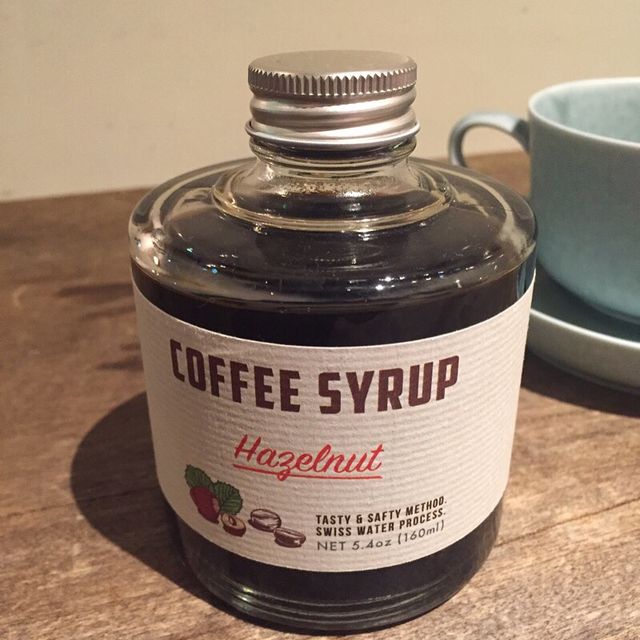 COFFEE SYRUP
Hazelnut
TASTY & SAFTY METHOD.
SWISS WATER PROCESS.
NET 5.4oz (160ml)